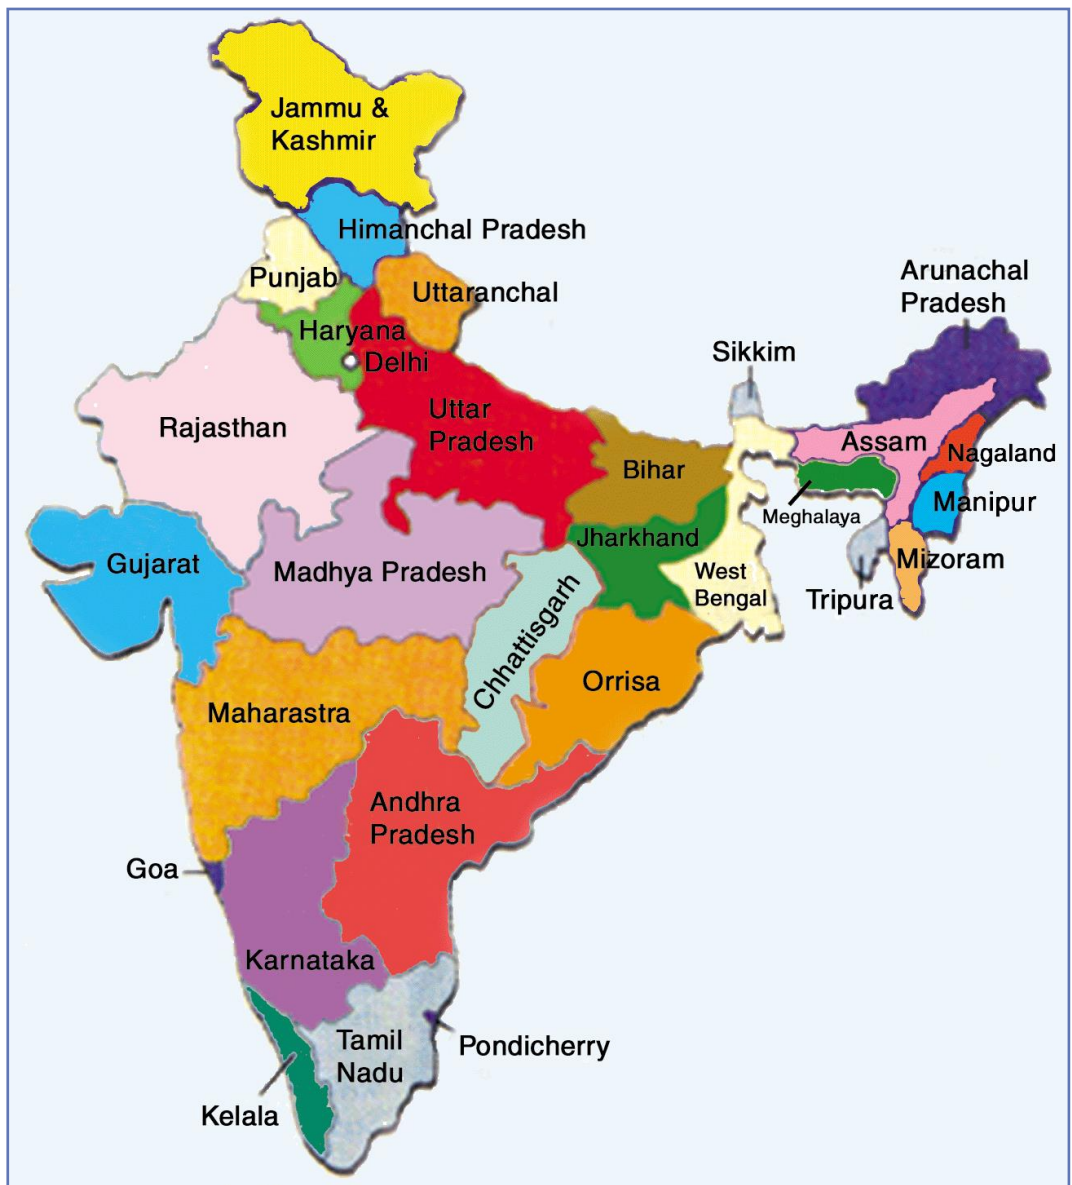 Jammu &
Kashmir
Himanchal Pradesh
Punjab
Uttaranchal
Arunachal
Pradesh
Haryana
Delhi
Sikkim
Rajasthan
Uttar
Pradesh
Assam
Nagaland
Bihar
Meghalaya
Manipur
Jharkhand
Gujarat
Madhya Pradesh
Mizoram
West
Bengal
Tripura
Chhattisgarh
Orrisa
Maharastra
Andhra
Pradesh
Goa
Karnataka
Tamil
Nadu
Pondicherry
Kelala